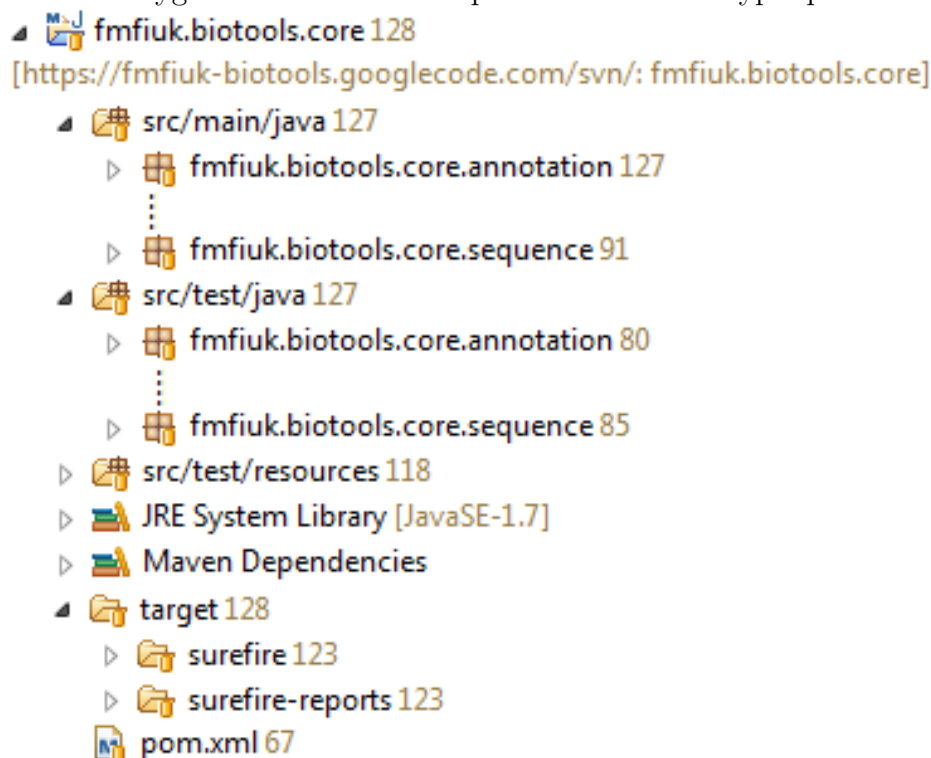 fmfiuk.biotools.core 128
[https://fmfiuk-biotools.googlecode.com/svn/: fmfiuk.biotools.core]
src/main/java 127
fmfiuk.biotools.core.annotation 127
fmfiuk.biotools.core.sequence 91
src/test/java 127
fmfiuk.biotools.core.annotation 80
fmfiuk.biotools.core.sequence 85
src/test/resources 118
JRE System Library [JavaSE-1.7]
Maven Dependencies
target 128
surefire 123
surefire-reports 123
pom.xml 67